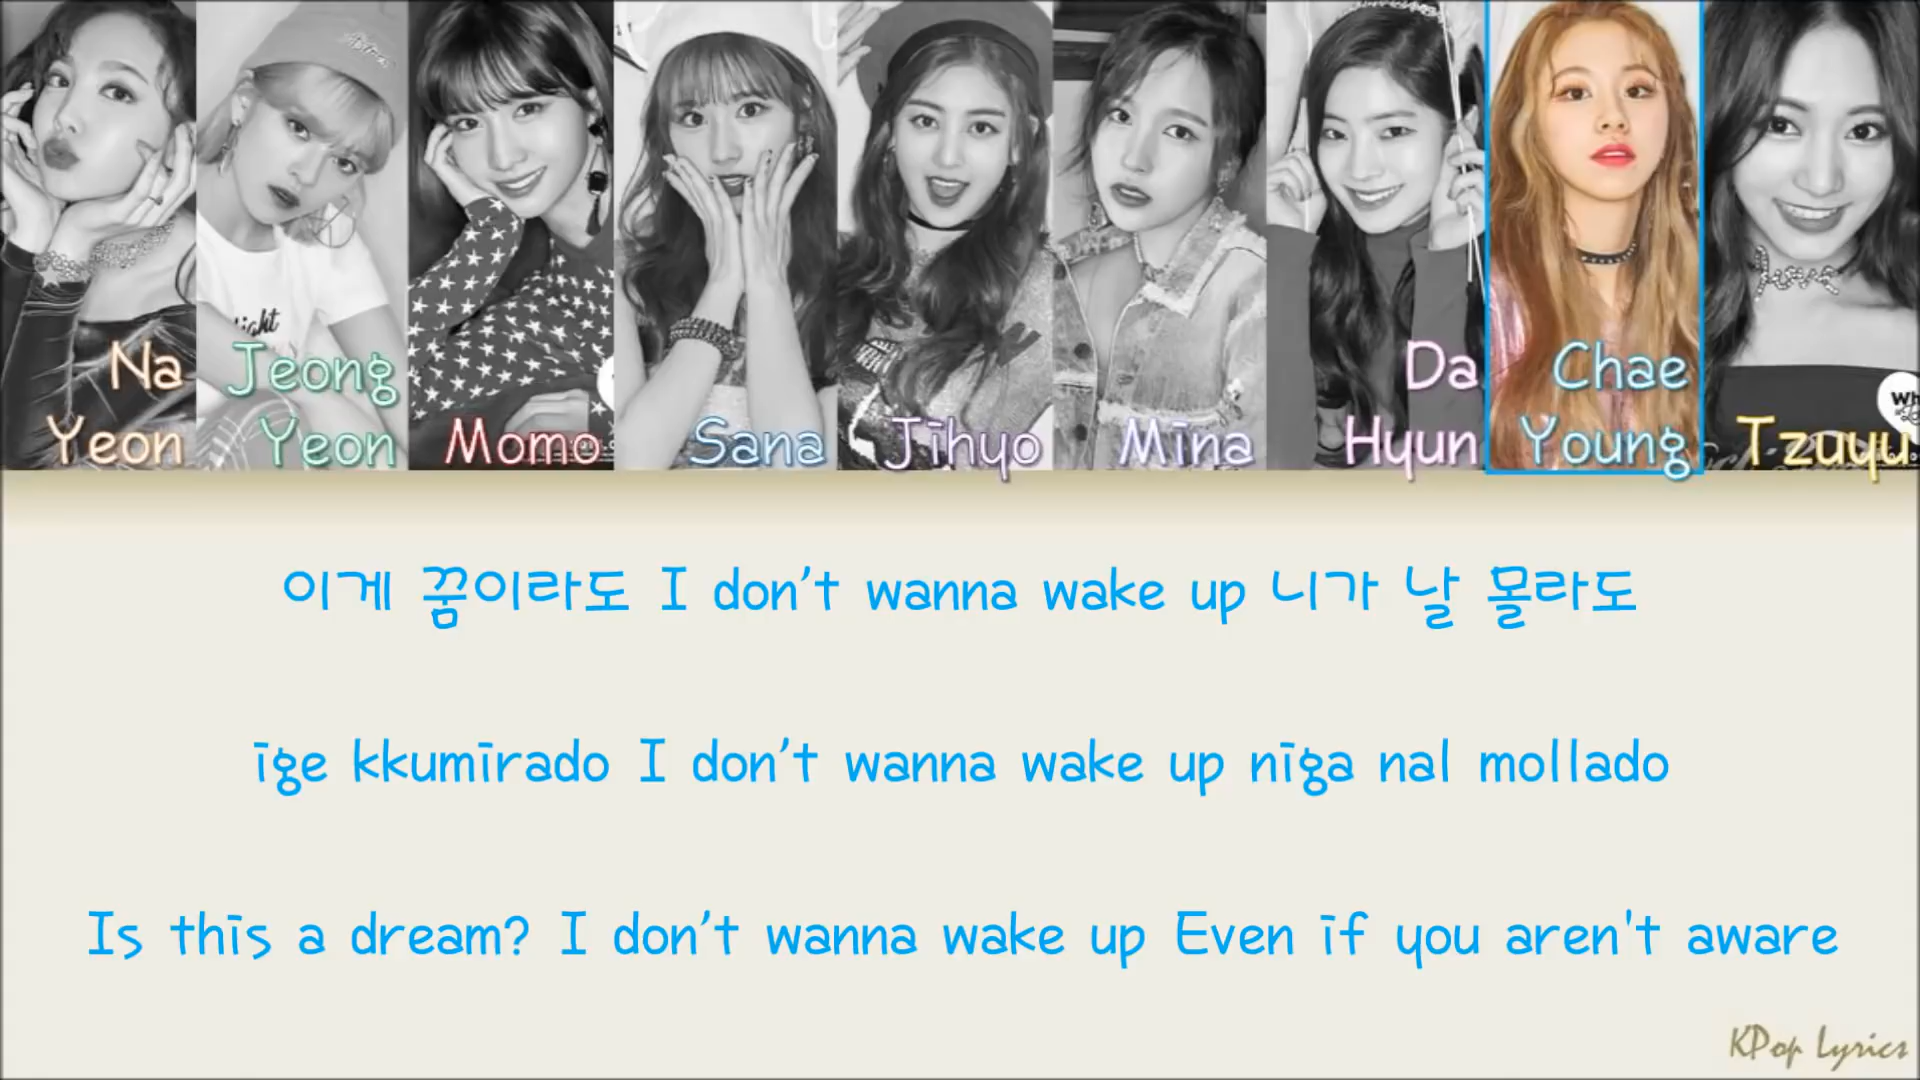 Na Yeon
Jeong Yeon
Momo
Sana
Jihyo
Mina
Da Hyun
Chae Young
Tzuyu
이게 꿈이라도 I don't wanna wake up 니가 날 몰라도
ige kkumirado I don't wanna wake up niga nal mollado
Is this a dream? I don't wanna wake up Even if you aren't aware
KPop Lyrics